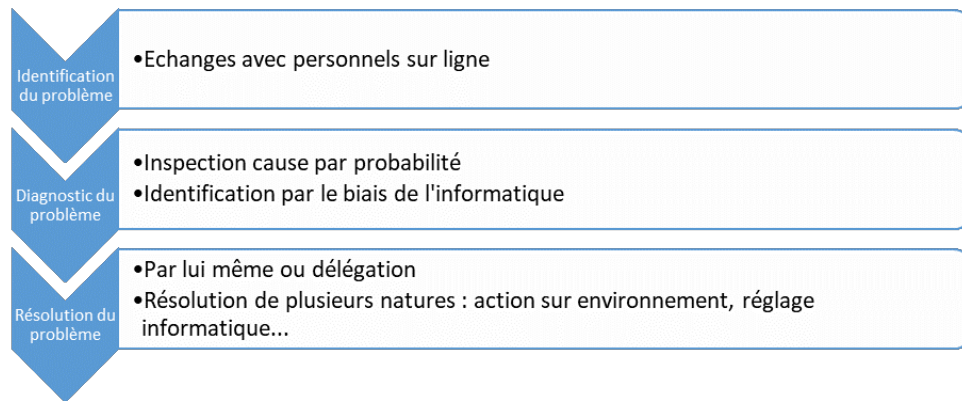 Identification
du problème
•Echanges avec personnels sur ligne
Diagnostic du
problème
•Inspection cause par probabilité
•Identification par le biais de l'informatique
Résolution du
problème
•Par lui même ou délégation
•Résolution de plusieurs natures : action sur environnement, réglage
informatique...